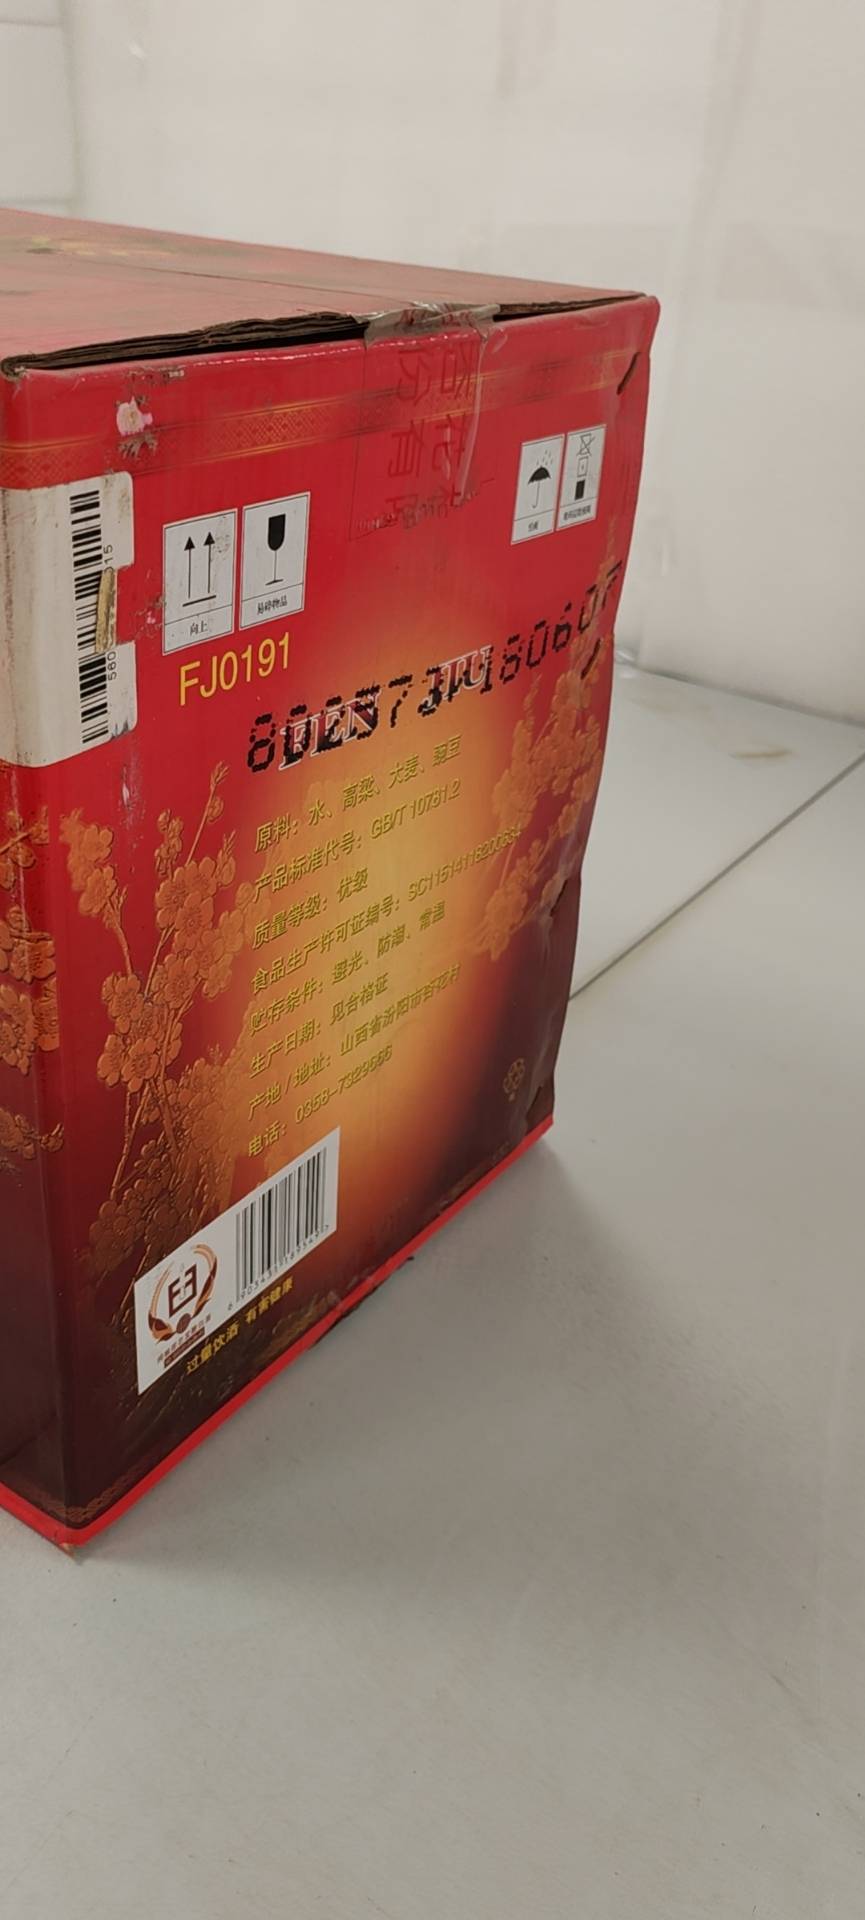 向上
易碎物品
怕雨
FJ0191
FENJIU
原料：水、高粱、大麦、豌豆
产品标准代号：GB/T 10781.2
质量等级：优级
食品生产许可证编号：SC11514118200634
贮存条件：避光、防潮、常温
生产日期：见合格证
产地/地址：山西省汾阳市杏花村
电话：0358-7329666
过量饮酒 有害健康